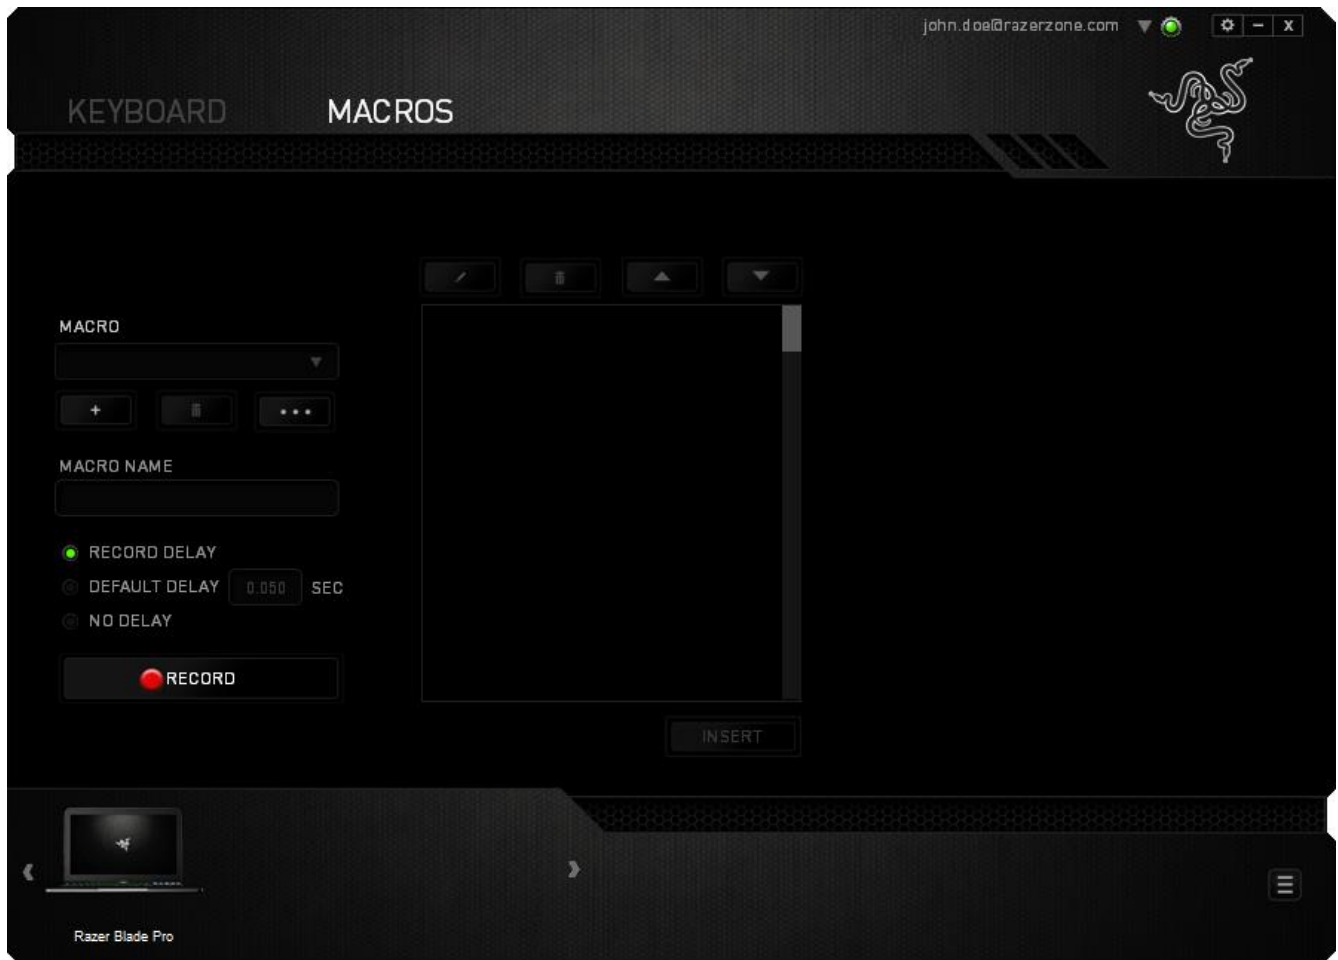 john.doe@razerzone.com
X
KEYBOARD MACROS
MACRO
MACRO NAME
RECORD DELAY
DEFAULT DELAY 0.050 SEC
NO DELAY
RECORD
INSERT
Razer Blade Pro